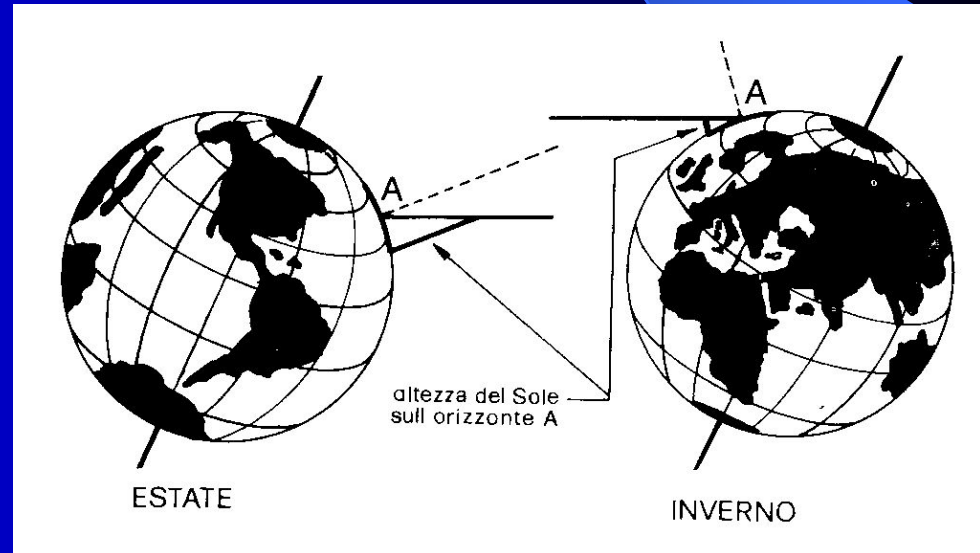 A
A
altezza del Sole
sull orizzonte A
ESTATE
INVERNO